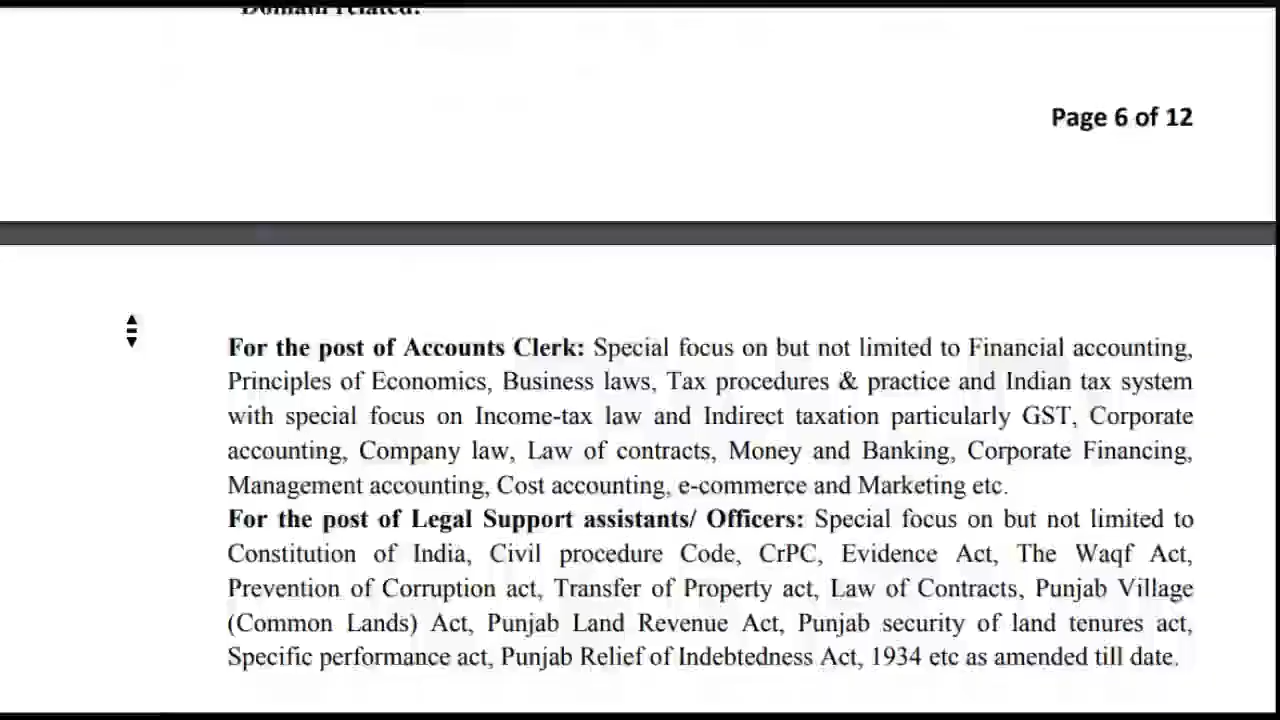 Domain related:
Page 6 of 12
For the post of Accounts Clerk: Special focus on but not limited to Financial accounting,
Principles of Economics, Business laws, Tax procedures & practice and Indian tax system
with special focus on Income-tax law and Indirect taxation particularly GST, Corporate
accounting, Company law, Law of contracts, Money and Banking, Corporate Financing,
Management accounting, Cost accounting, e-commerce and Marketing etc.
For the post of Legal Support assistants/ Officers: Special focus on but not limited to
Constitution of India, Civil procedure Code, CrPC, Evidence Act, The Waqf Act,
Prevention of Corruption act, Transfer of Property act, Law of Contracts, Punjab Village
(Common Lands) Act, Punjab Land Revenue Act, Punjab security of land tenures act,
Specific performance act, Punjab Relief of Indebtedness Act, 1934 etc as amended till date.